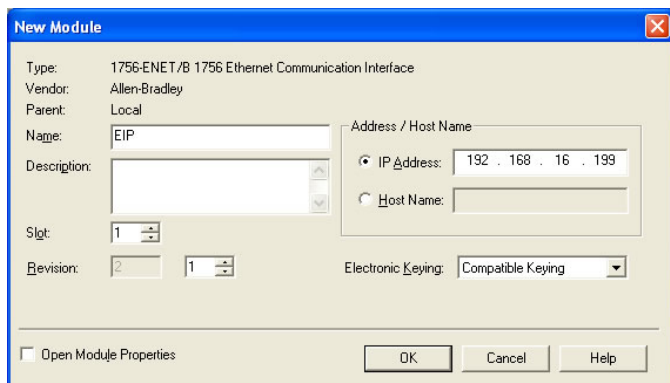 New Module
Type: 1756-ENET/B 1756 Ethernet Communication Interface
Vendor: Allen-Bradley
Parent: Local
Name: EIP
Address / Host Name
IP Address: 192 . 168 . 16 . 199
Description:
Host Name:
Slot: 1
Revision: 2 1
Electronic Keying: Compatible Keying
Open Module Properties
OK Cancel Help